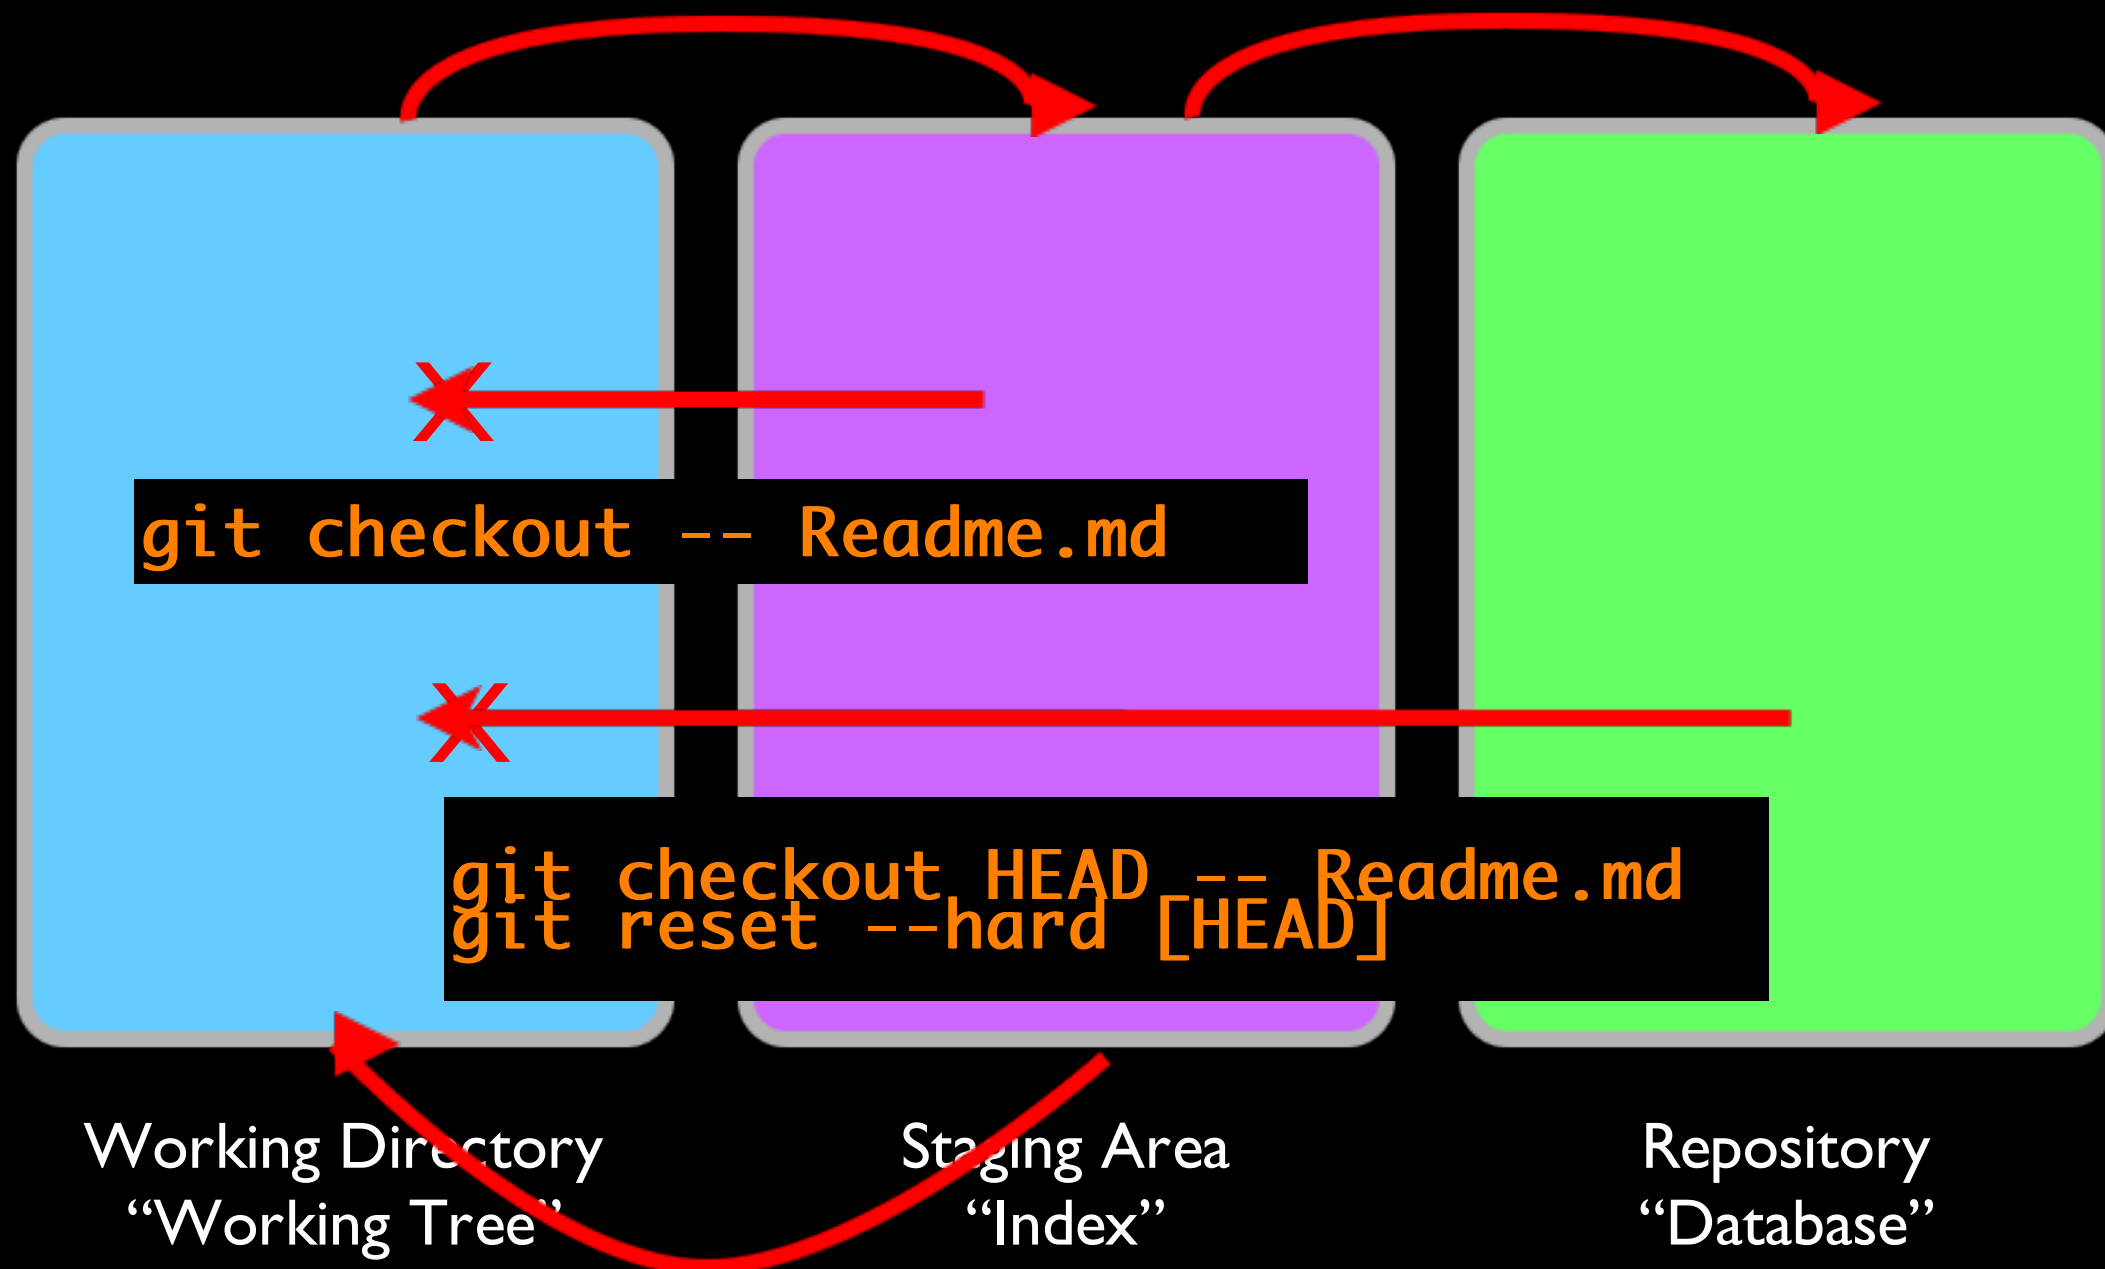 X
git checkout -- Readme.md
X
git checkout HEAD -- Readme.md
git reset --hard [HEAD]
Working Directory
“Working Tree”
Staging Area
“Index”
Repository
“Database”